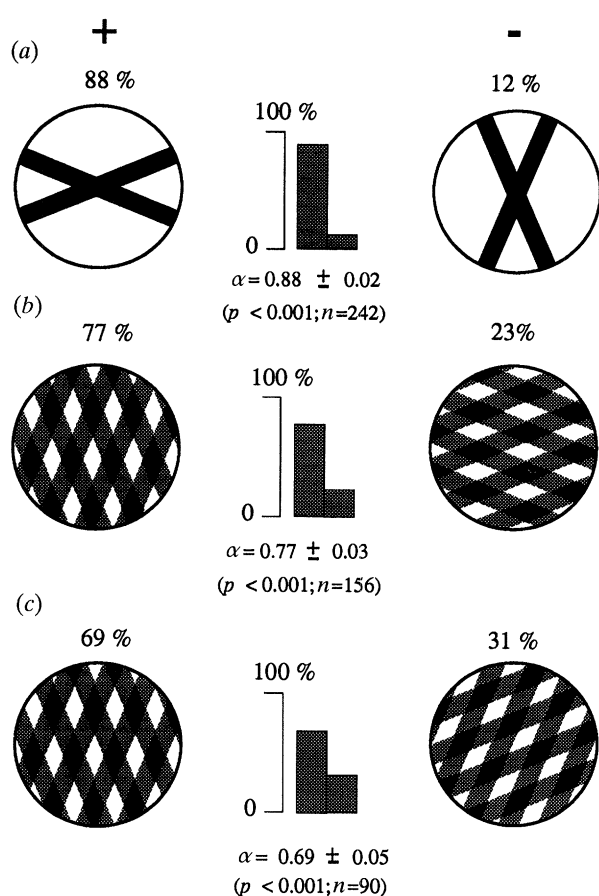 + -
(a)
88 % 12 %
100 %
0
α = 0.88 ± 0.02
(p < 0.001; n=242)
(b)
77 % 23%
100 %
0
α = 0.77 ± 0.03
(p < 0.001; n=156)
(c)
69 % 31 %
100 %
0
α = 0.69 ± 0.05
(p < 0.001; n=90)